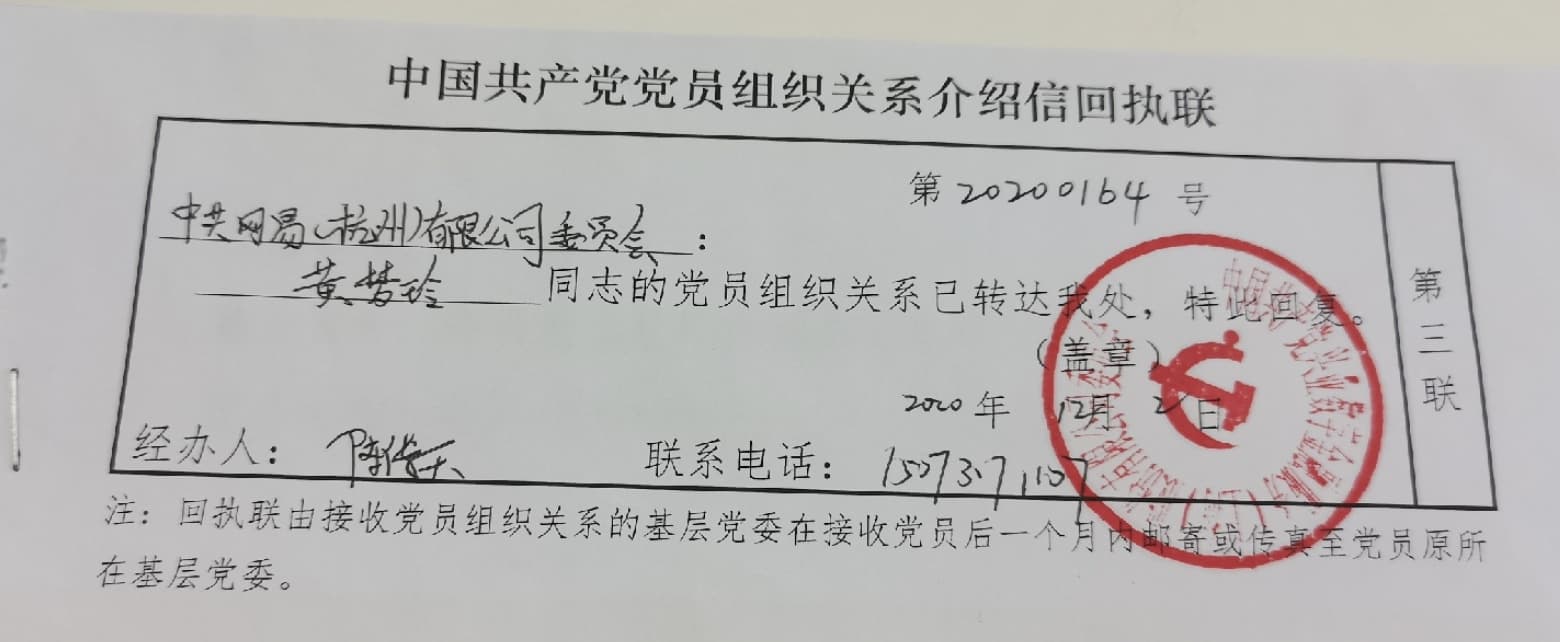 中国共产党党员组织关系介绍信回执联
第 20200164 号
中共网易(杭州)有限公司委员会：
黄梦玲 同志的党员组织关系已转达我处，特此回复。
（盖章）
2020 年 12月 2 日
经办人： 联系电话：
第三联
注：回执联由接收党员组织关系的基层党委在接收党员后一个月内邮寄或传真至党员原所
在基层党委。